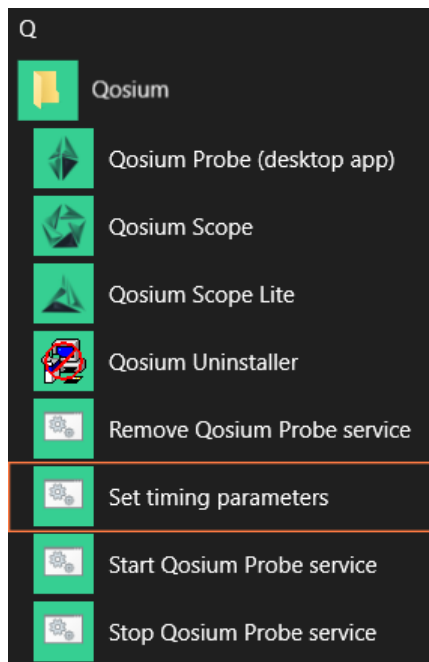 Q
Qosium
Qosium Probe (desktop app)
Qosium Scope
Qosium Scope Lite
Qosium Uninstaller
Remove Qosium Probe service
Set timing parameters
Start Qosium Probe service
Stop Qosium Probe service